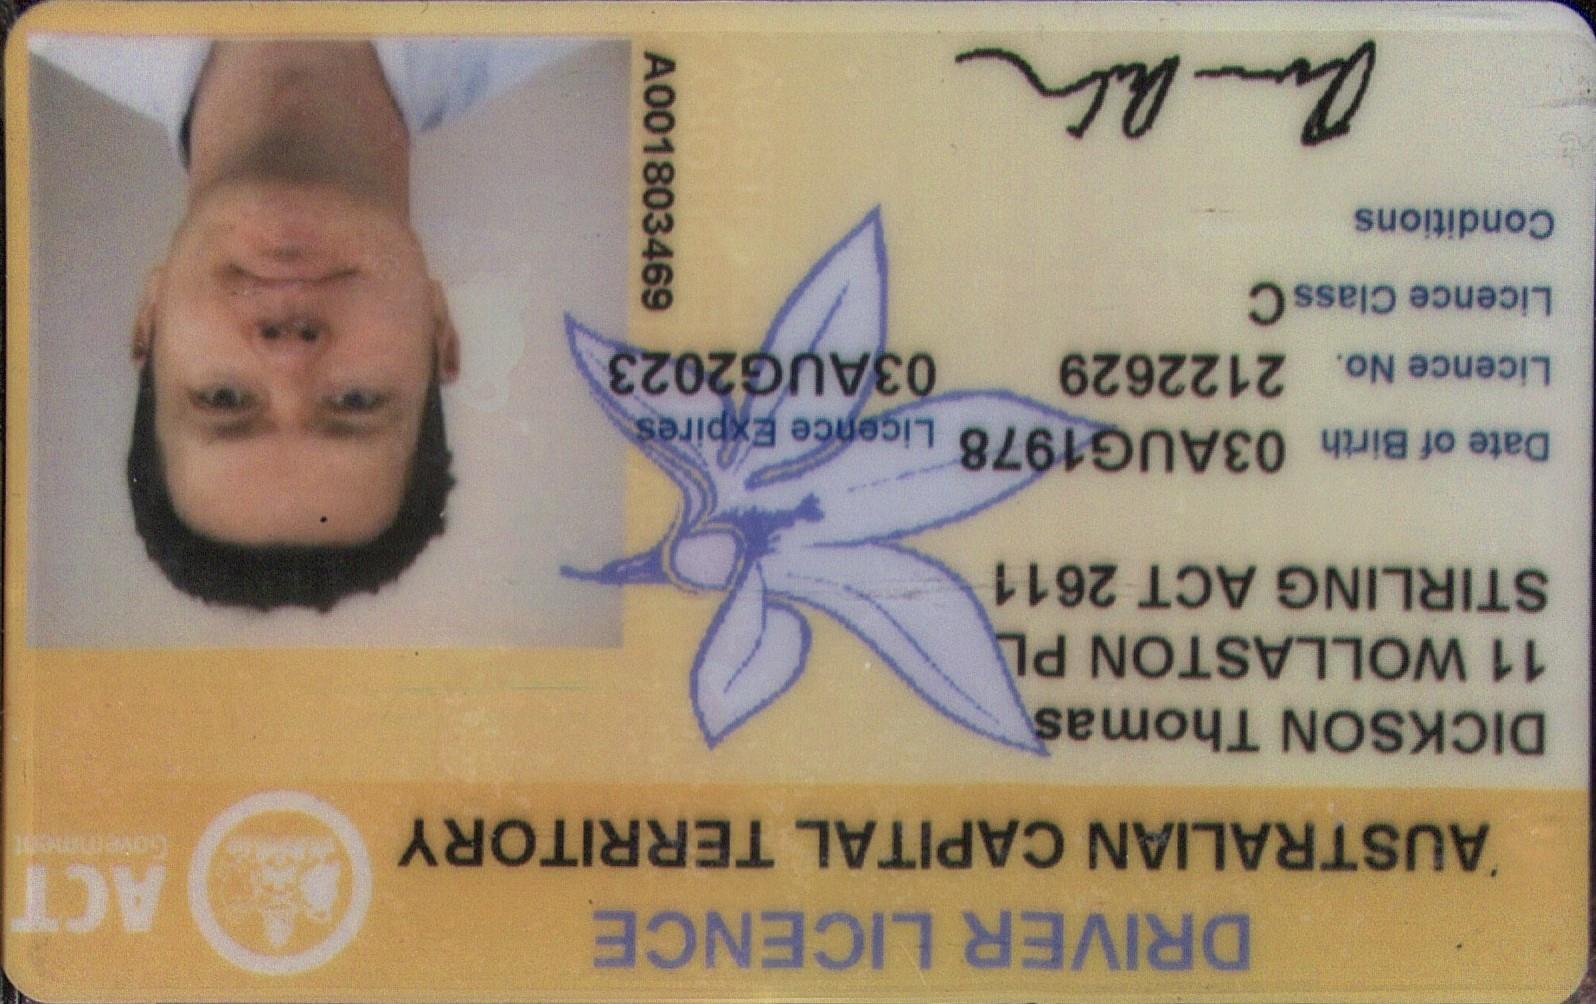 DRIVER LICENCE
AUSTRALIAN CAPITAL TERRITORY
ACT
Government
DICKSON Thomas
11 WOLLASTON PL
STIRLING ACT 2611
Date of Birth 03AUG1978
Licence Expires
Licence No. 2122629
03AUG2023
Licence Class C
Conditions
A001803469